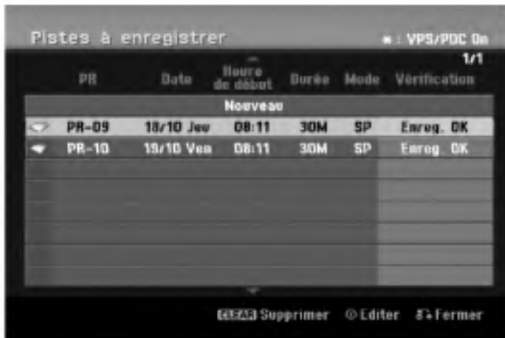 Pistes à enregistrer
* : VPS/PDC On
1/1
PR Date Heure de début Durée Mode Vérification
Nouveau
PR-09 18/10 Jeu 08:11 30M SP Enreg. OK
PR-10 19/10 Ven 08:11 30M SP Enreg. OK
CLEAR Supprimer Editer Fermer